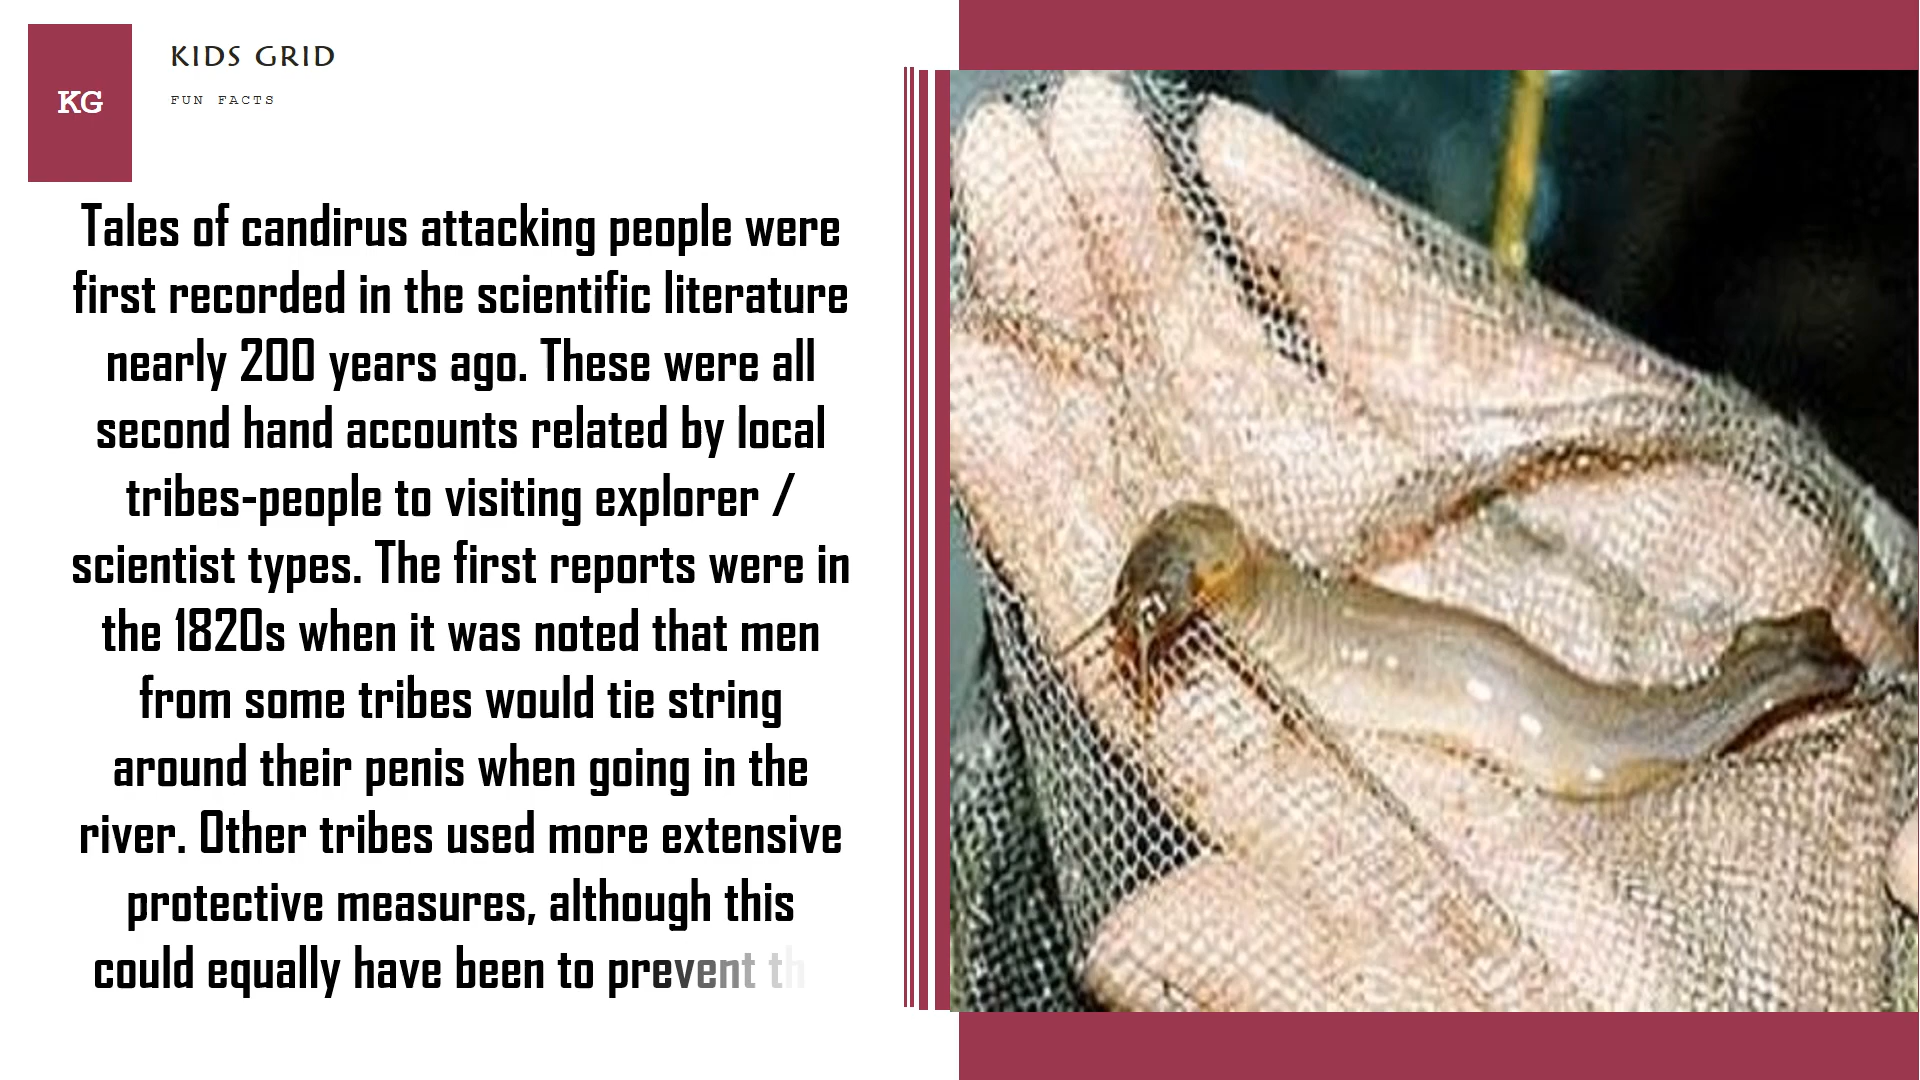 KG
KIDS GRID
FUN FACTS
Tales of candirus attacking people were
first recorded in the scientific literature
nearly 200 years ago. These were all
second hand accounts related by local
tribes-people to visiting explorer /
scientist types. The first reports were in
the 1820s when it was noted that men
from some tribes would tie string
around their penis when going in the
river. Other tribes used more extensive
protective measures, although this
could equally have been to prevent th